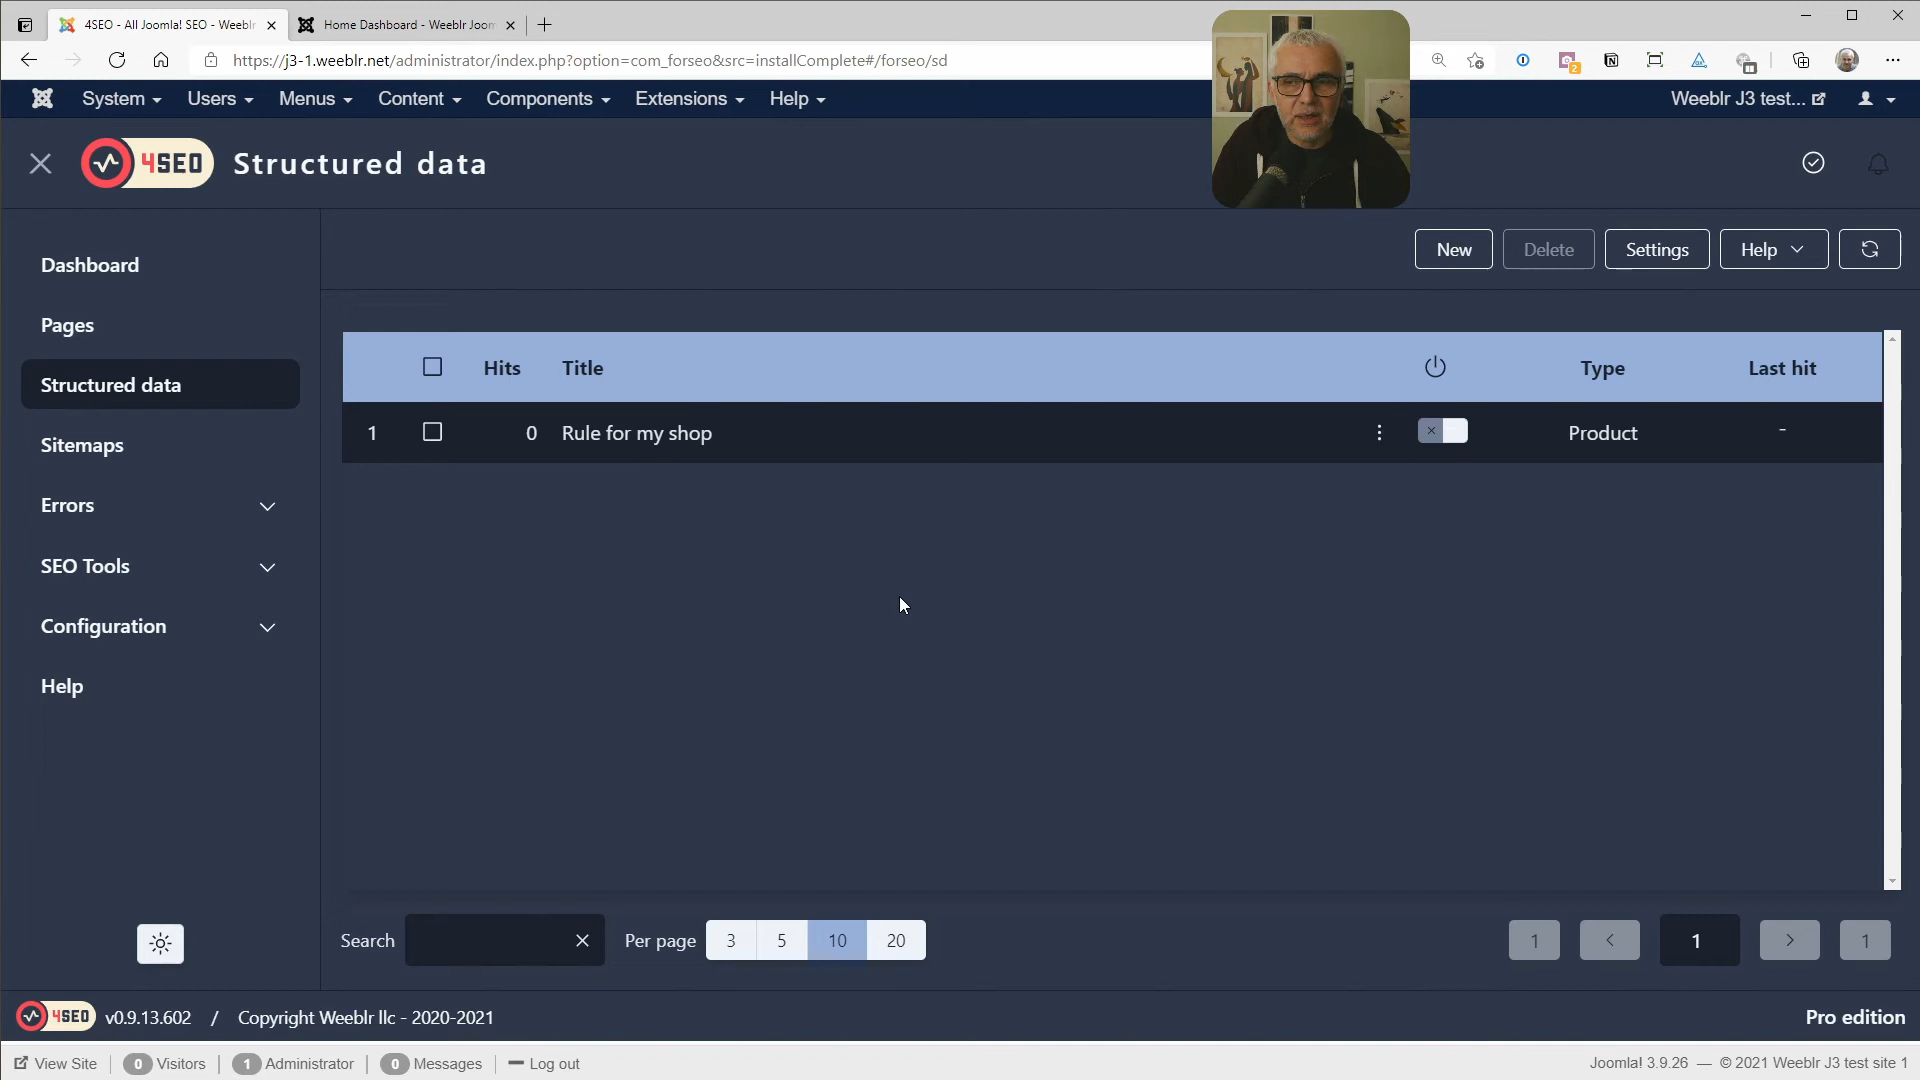 4SEO - All Joomla! SEO - Weeblr
Home Dashboard - Weeblr Joom
https://j3-1.weeblr.net/administrator/index.php?option=com_forseo&src=installComplete#/forseo/sd
System Users Menus Content Components Extensions Help Weeblr J3 test...
4SEO Structured data
New Delete Settings Help
Dashboard
Pages
Structured data
Sitemaps
Errors
SEO Tools
Configuration
Help
Hits Title Type Last hit
1 0 Rule for my shop Product -
Search Per page 3 5 10 20 1 1 1
4SEO v0.9.13.602 / Copyright Weeblr llc - 2020-2021 Pro edition
View Site 0 Visitors 1 Administrator 0 Messages Log out Joomla! 3.9.26 — © 2021 Weeblr J3 test site 1